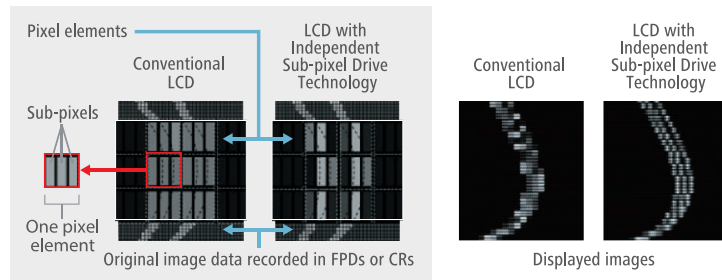 Pixel elements
Conventional
LCD
LCD with
Independent
Sub-pixel Drive
Technology
Sub-pixels
One pixel
element
Original image data recorded in FPDs or CRs
Conventional
LCD
LCD with
Independent
Sub-pixel Drive
Technology
Displayed images